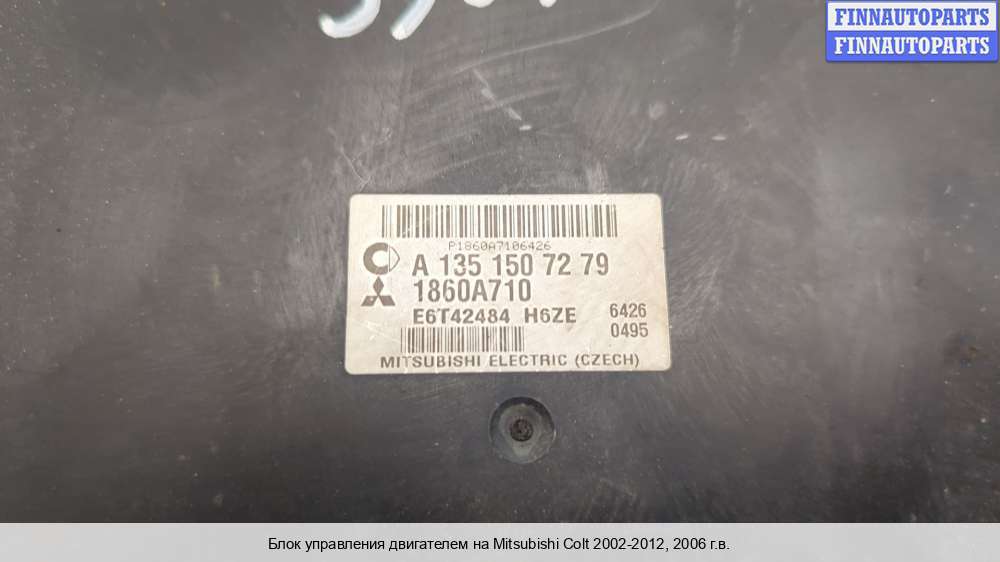 FINNAUTOPARTS
FINNAUTOPARTS
P1860A7106426
A 135 150 72 79
1860A710
E6T42484 H6ZE
6426
0495
MITSUBISHI ELECTRIC (CZECH)
Блок управления двигателем на Mitsubishi Colt 2002-2012, 2006 г.в.